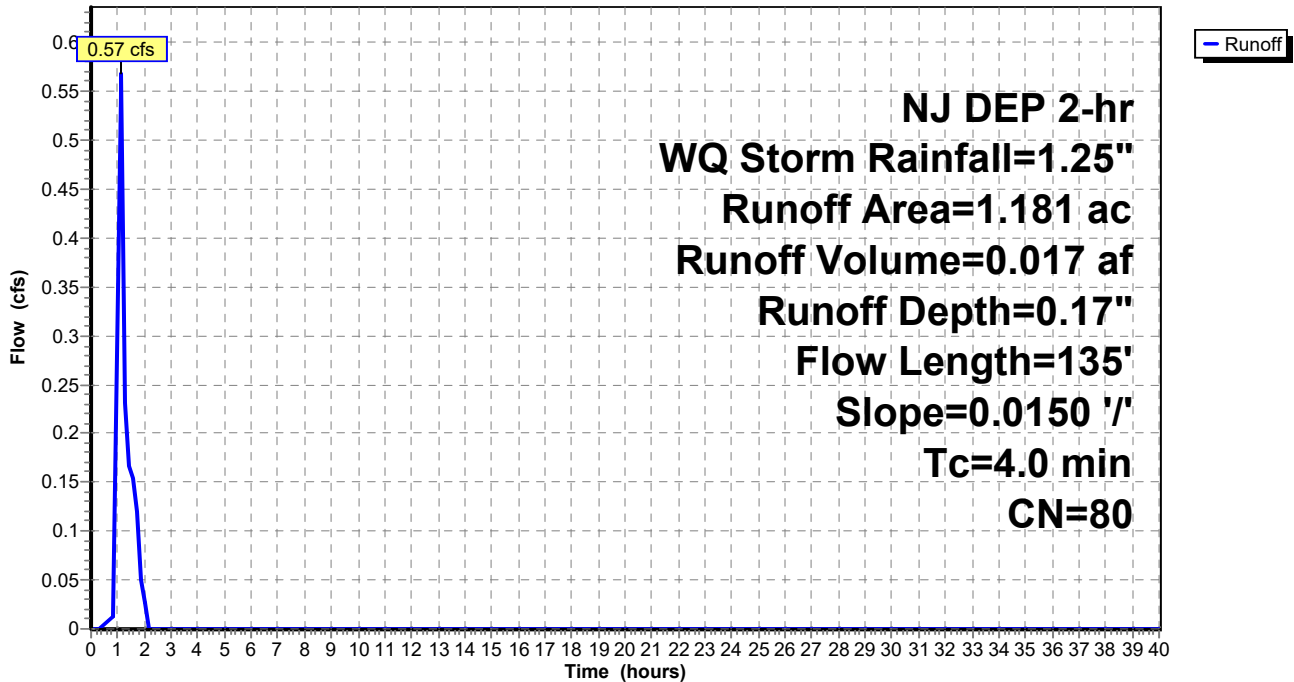 0.6
0.55
0.5
0.45
0.4
0.35
0.3
0.25
0.2
0.15
0.1
0.05
0
Flow (cfs)
0.57 cfs
Runoff
NJ DEP 2-hr
WQ Storm Rainfall=1.25"
Runoff Area=1.181 ac
Runoff Volume=0.017 af
Runoff Depth=0.17"
Flow Length=135'
Slope=0.0150 '/'
Tc=4.0 min
CN=80
0 1 2 3 4 5 6 7 8 9 10 11 12 13 14 15 16 17 18 19 20 21 22 23 24 25 26 27 28 29 30 31 32 33 34 35 36 37 38 39 40
Time (hours)